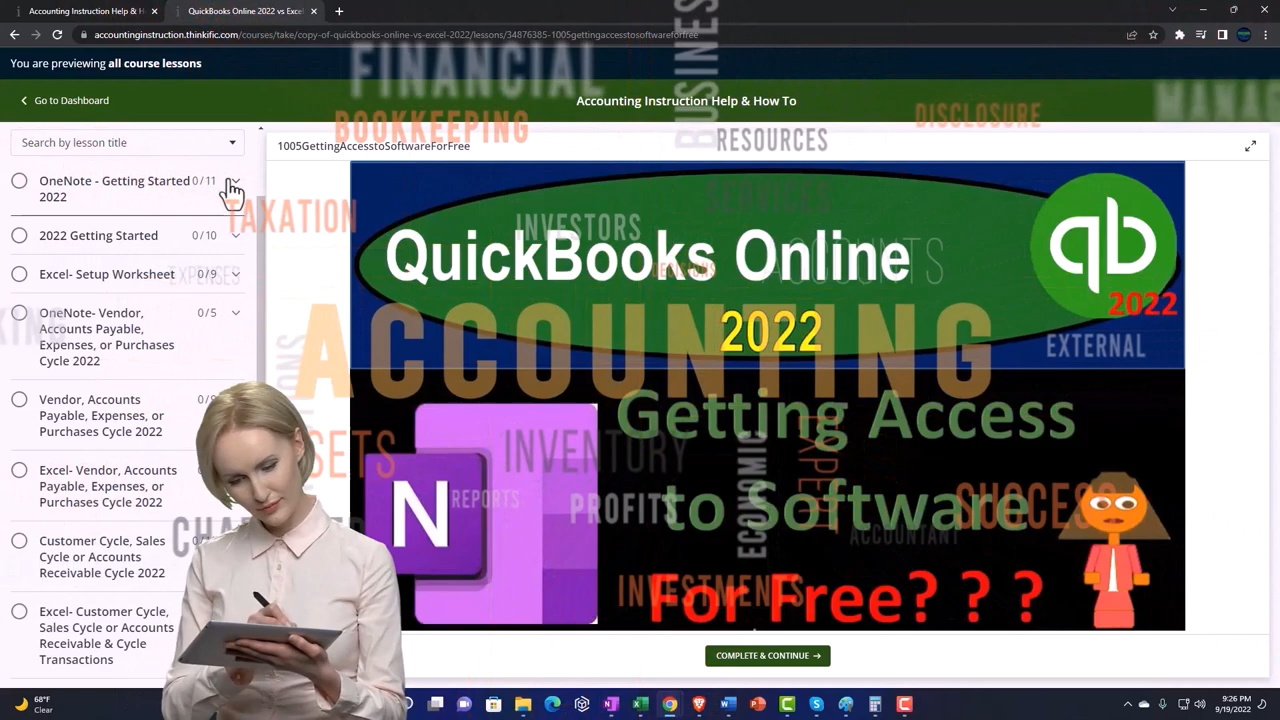 Accounting Instruction Help & H
QuickBooks Online 2022 vs Excel
accountinginstruction.thinkific.com/courses/take/copy-of-quickbooks-online-vs-excel-2022/lessons/34876385-1005gettingaccesstosoftwareforfree
You are previewing all course lessons
Go to Dashboard
Accounting Instruction Help & How To
FINANCIAL
BUSINES
BOOKKEEPING
DISCLOSURE
RESOURCES
Search by lesson title
1005GettingAccesstoSoftwareForFree
OneNote - Getting Started
2022
0/11
TAXATION
2022 Getting Started
0/10
Excel- Setup Worksheet
0/9
EXPENSES
OneNote- Vendor,
Accounts Payable,
Expenses, or Purchases
Cycle 2022
0/5
Vendor, Accounts
Payable, Expenses, or
Purchases Cycle 2022
Excel- Vendor, Accounts
Payable, Expenses, or
Purchases Cycle 2022
Customer Cycle, Sales
Cycle or Accounts
Receivable Cycle 2022
Excel- Customer Cycle,
Sales Cycle or Accounts
Receivable & Cycle
Transactions
SERVICES
INVESTORS
ACCOUNTS
DECISIONS
QuickBooks Online
2022
qb
2022
EXTERNAL
ACCOUNTING
Getting Access
to Software
For Free? ? ?
INVENTORY
REPORTS
PROFITS
ECONOMIC
EXPERT
SUCCESS
ACCOUNTANT
INVESTMENTS
N
COMPLETE & CONTINUE →
68°F
Clear
9:26 PM
9/19/2022